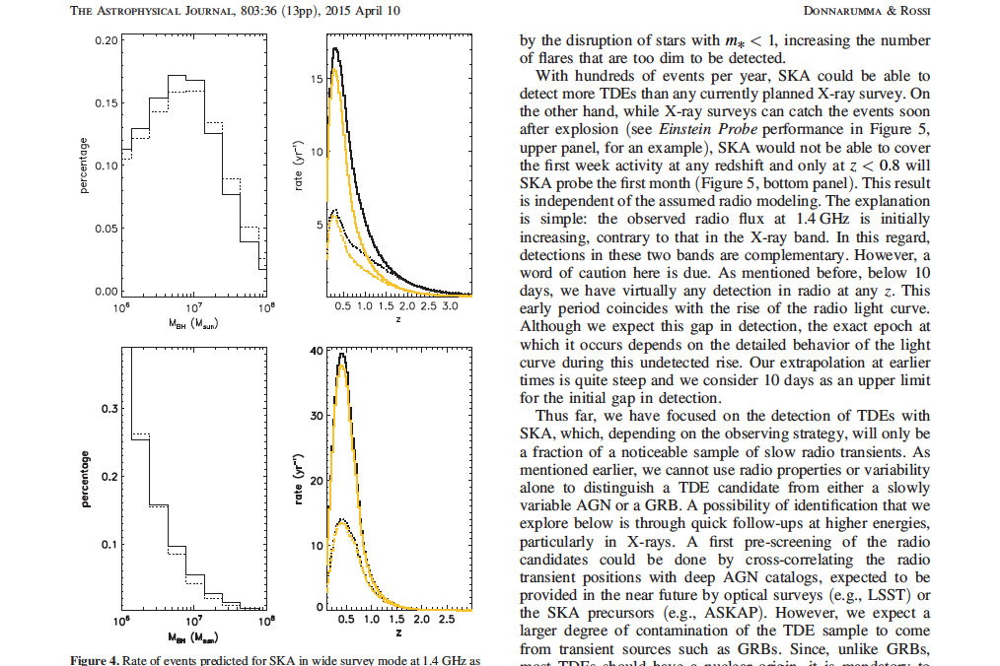 THE ASTROPHYSICAL JOURNAL, 803:36 (13pp), 2015 April 10
DONNARUMMA & ROSSI
0.20
0.15
0.10
0.05
0.00
percentage
10⁶
10⁷
10⁸
M_BH (M_sun)
15
10
5
rate (yr⁻¹)
0.5 1.0 1.5 2.0 2.5 3.0
z
0.3
0.2
0.1
percentage
10⁶
10⁷
10⁸
M_BH (M_sun)
40
30
20
10
0
rate (yr⁻¹)
0.5 1.0 1.5 2.0 2.5
z
Figure 4. Rate of events predicted for SKA in wide survey mode at 1.4 GHz as
by the disruption of stars with m* < 1, increasing the number
of flares that are too dim to be detected.
With hundreds of events per year, SKA could be able to
detect more TDEs than any currently planned X-ray survey. On
the other hand, while X-ray surveys can catch the events soon
after explosion (see Einstein Probe performance in Figure 5,
upper panel, for an example), SKA would not be able to cover
the first week activity at any redshift and only at z < 0.8 will
SKA probe the first month (Figure 5, bottom panel). This result
is independent of the assumed radio modeling. The explanation
is simple: the observed radio flux at 1.4 GHz is initially
increasing, contrary to that in the X-ray band. In this regard,
detections in these two bands are complementary. However, a
word of caution here is due. As mentioned before, below 10
days, we have virtually any detection in radio at any z. This
early period coincides with the rise of the radio light curve.
Although we expect this gap in detection, the exact epoch at
which it occurs depends on the detailed behavior of the light
curve during this undetected rise. Our extrapolation at earlier
times is quite steep and we consider 10 days as an upper limit
for the initial gap in detection.
Thus far, we have focused on the detection of TDEs with
SKA, which, depending on the observing strategy, will only be
a fraction of a noticeable sample of slow radio transients. As
mentioned earlier, we cannot use radio properties or variability
alone to distinguish a TDE candidate from either a slowly
variable AGN or a GRB. A possibility of identification that we
explore below is through quick follow-ups at higher energies,
particularly in X-rays. A first pre-screening of the radio
candidates could be done by cross-correlating the radio
transient positions with deep AGN catalogs, expected to be
provided in the near future by optical surveys (e.g., LSST) or
the SKA precursors (e.g., ASKAP). However, we expect a
larger degree of contamination of the TDE sample to come
from transient sources such as GRBs. Since, unlike GRBs,
most TDEs should have a nuclear origin, it is mandatory to